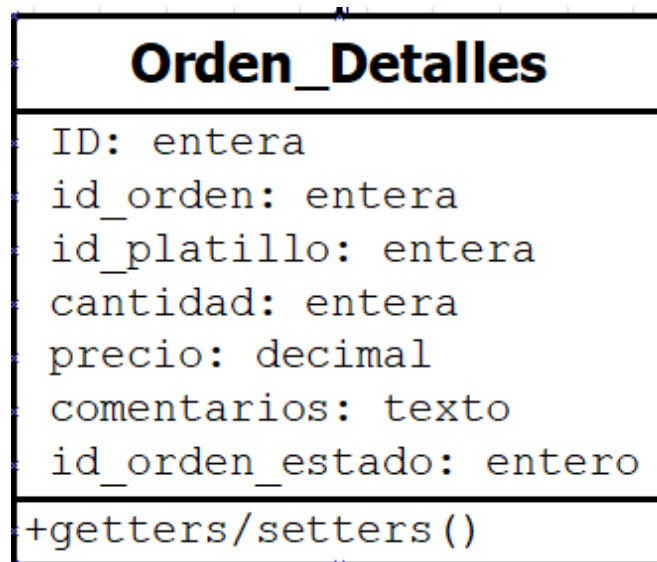 Orden_Detalles
ID: entera
id_orden: entera
id_platillo: entera
cantidad: entera
precio: decimal
comentarios: texto
id_orden_estado: entero
+getters/setters()